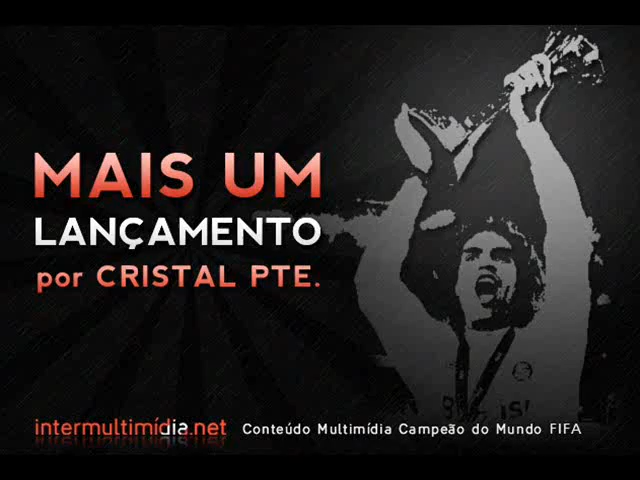 MAIS UM
LANÇAMENTO
por CRISTAL PTE.
intermultimídia.net Conteúdo Multimídia Campeão do Mundo FIFA